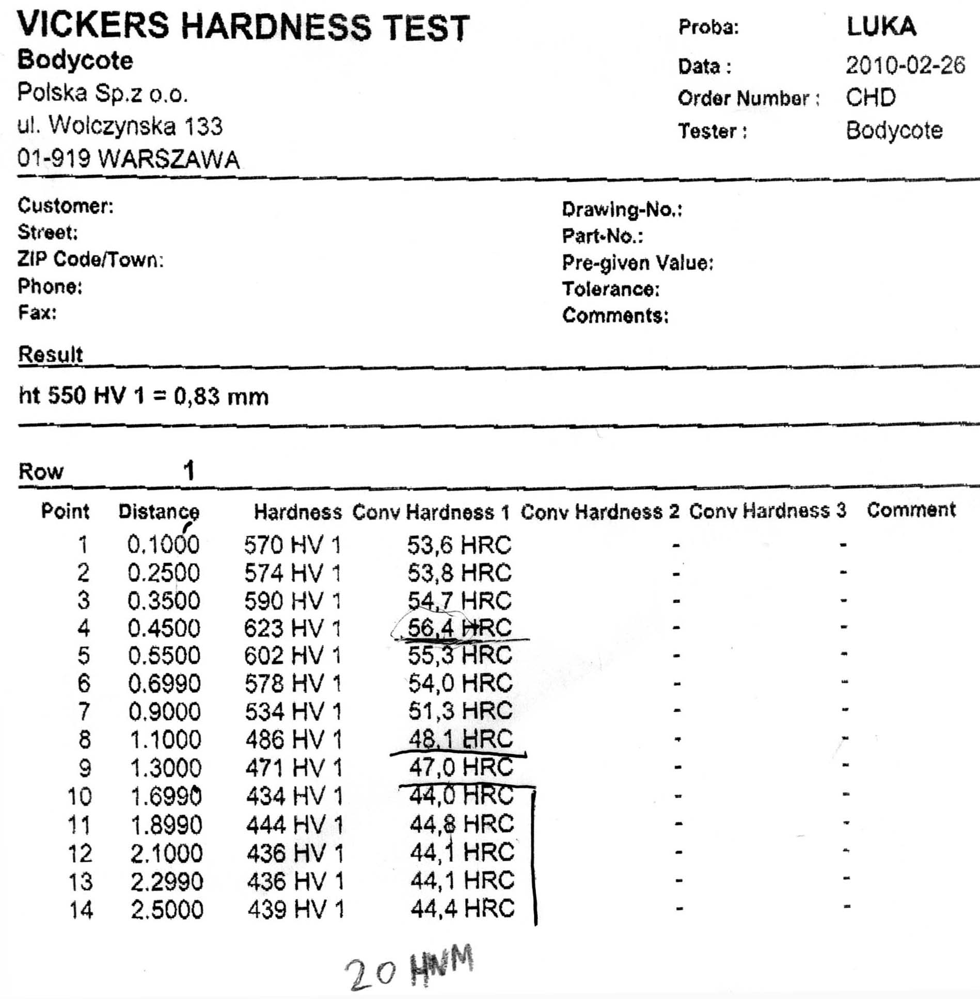 VICKERS HARDNESS TEST
Bodycote
Polska Sp.z o.o.
ul. Wolczynska 133
01-919 WARSZAWA
Proba: LUKA
Data : 2010-02-26
Order Number : CHD
Tester : Bodycote
Customer:
Street:
ZIP Code/Town:
Phone:
Fax:
Drawing-No.:
Part-No.:
Pre-given Value:
Tolerance:
Comments:
Result
ht 550 HV 1 = 0,83 mm
Row 1
Point Distance Hardness Conv Hardness 1 Conv Hardness 2 Conv Hardness 3 Comment
1 0.1000 570 HV 1 53,6 HRC - -
2 0.2500 574 HV 1 53,8 HRC - -
3 0.3500 590 HV 1 54,7 HRC - -
4 0.4500 623 HV 1 56,4 HRC - -
5 0.5500 602 HV 1 55,3 HRC - -
6 0.6990 578 HV 1 54,0 HRC - -
7 0.9000 534 HV 1 51,3 HRC - -
8 1.1000 486 HV 1 48,1 HRC - -
9 1.3000 471 HV 1 47,0 HRC - -
10 1.6990 434 HV 1 44,0 HRC - -
11 1.8990 444 HV 1 44,8 HRC - -
12 2.1000 436 HV 1 44,1 HRC - -
13 2.2990 436 HV 1 44,1 HRC - -
14 2.5000 439 HV 1 44,4 HRC - -
20 HNM